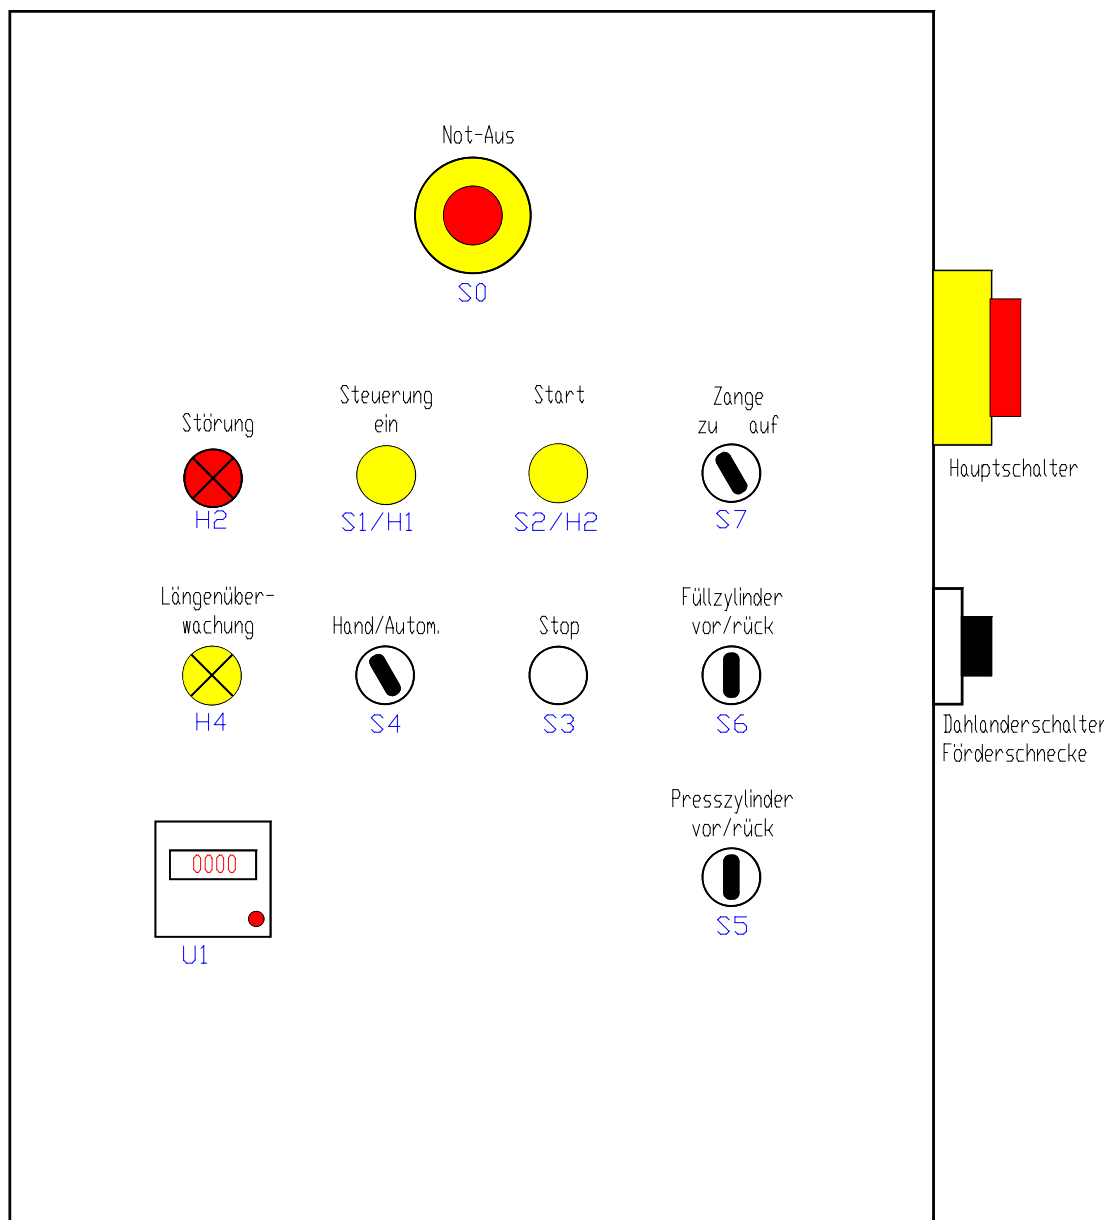 Not-Aus
S0
Störung
H2
Steuerung
ein
S1/H1
Start
S2/H2
Zange
zu auf
S7
Hauptschalter
Längenüber-
wachung
H4
Hand/Autom.
S4
Stop
S3
Füllzylinder
vor/rück
S6
Dahlanderschalter
Förderschnecke
0000
U1
Presszylinder
vor/rück
S5